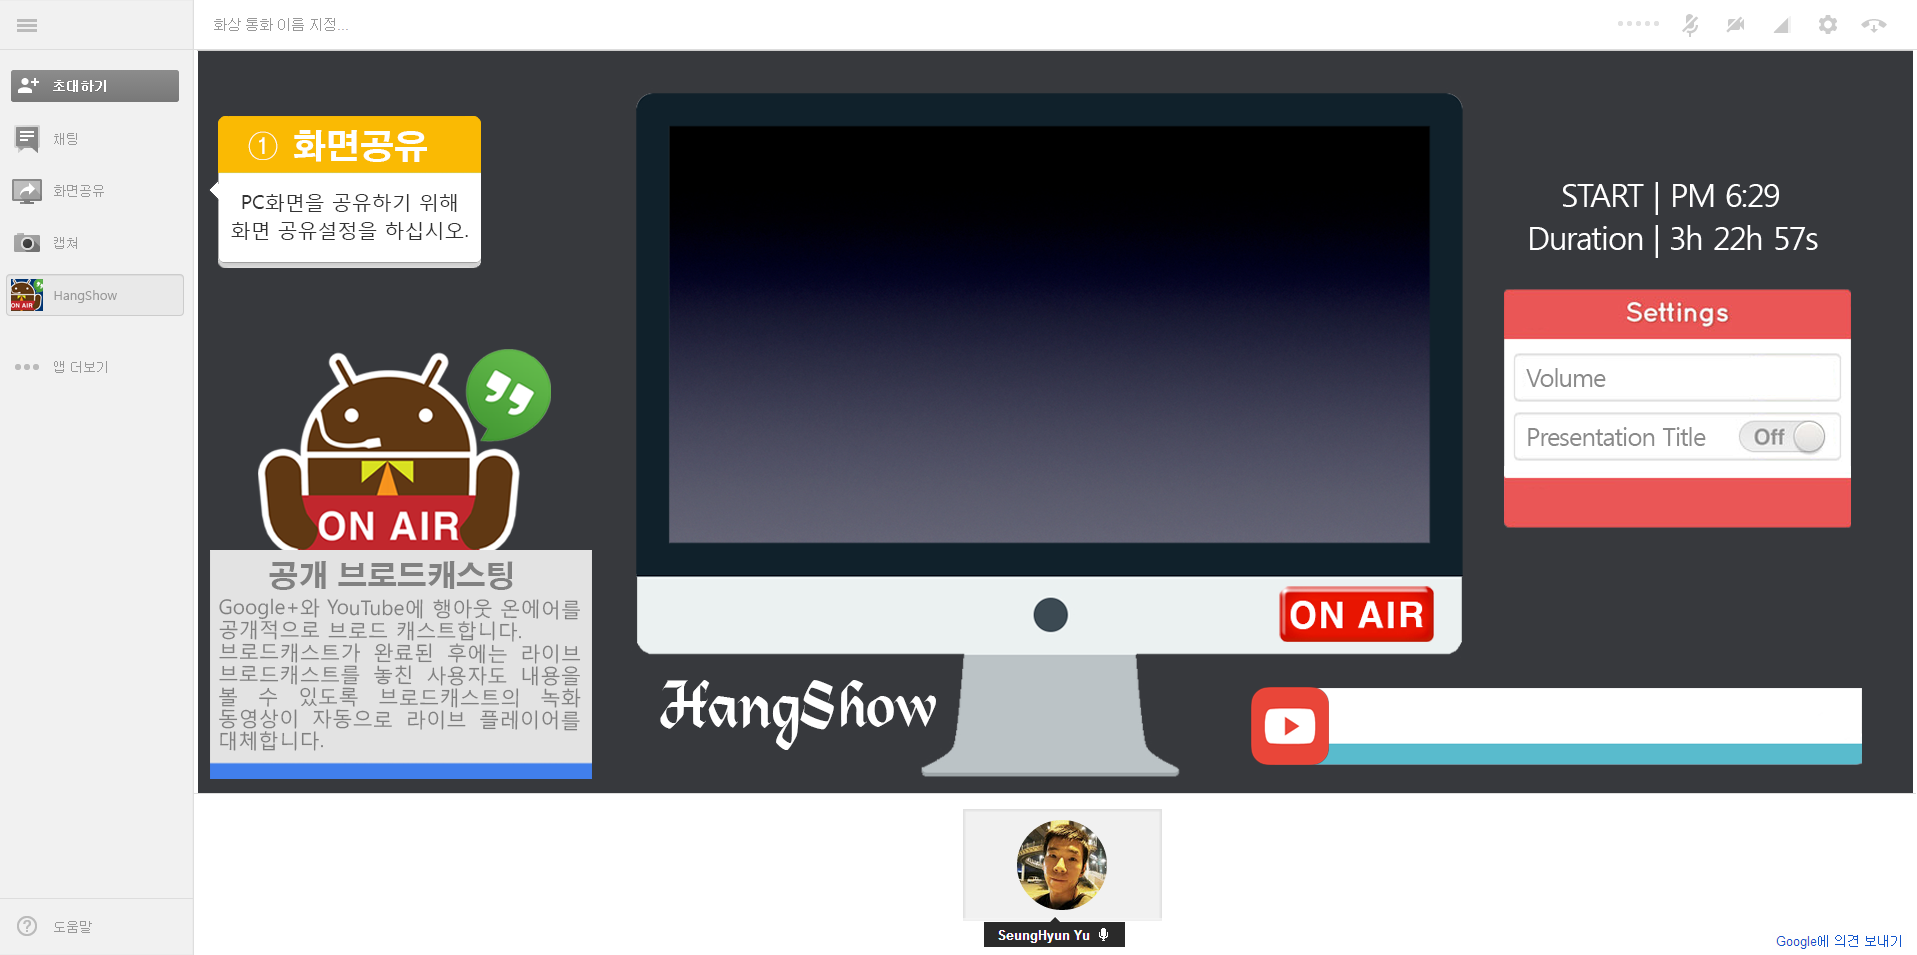 화상 통화 이름 지정...
초대하기
채팅
화면공유
캡쳐
HangShow
ON AIR
앱 더보기
도움말
① 화면공유
PC화면을 공유하기 위해
화면 공유설정을 하십시오.
ON AIR
공개 브로드캐스팅
Google+와 YouTube에 행아웃 온에어를
공개적으로 브로드 캐스트합니다.
브로드캐스트가 완료된 후에는 라이브
브로드캐스트를 놓친 사용자도 내용을
볼 수 있도록 브로드캐스트의 녹화
동영상이 자동으로 라이브 플레이어를
대체합니다.
ON AIR
HangShow
START | PM 6:29
Duration | 3h 22h 57s
Settings
Volume
Presentation Title
Off
SeungHyun Yu
Google에 의견 보내기